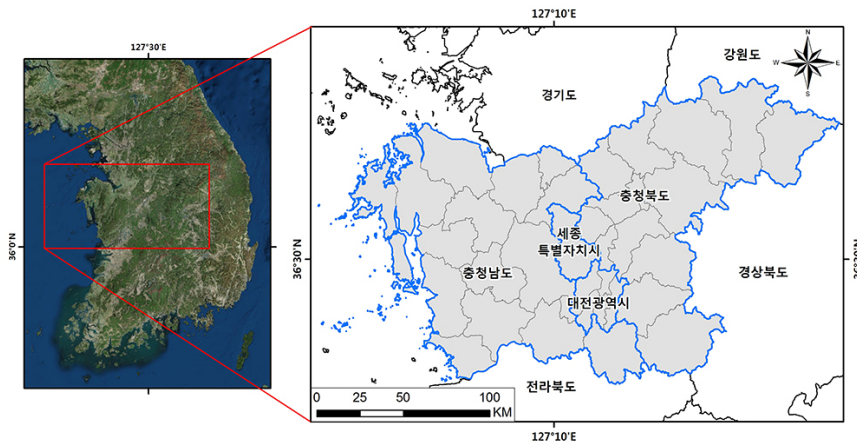 127°10'E
127°30'E
N
W
E
S
강원도
경기도
충청북도
세종
특별자치시
36°0'N
36°30'N
충청남도
경상북도
36°30'N
대전광역시
전라북도
0
25
50
100
KM
127°10'E